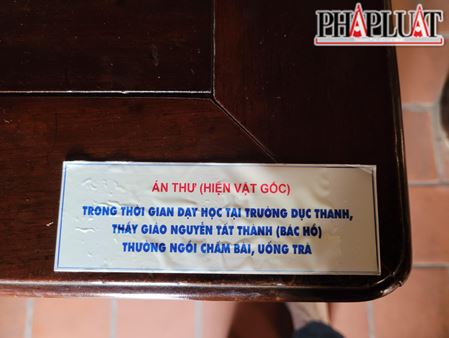 PHÁPLUẬT
ÁN THƯ (HIỆN VẬT GỐC)
TRONG THỜI GIAN DẠY HỌC TẠI TRƯỜNG DỤC THANH,
THẦY GIÁO NGUYỄN TẤT THÀNH (BÁC HỒ)
THƯỜNG NGỒI CHẤM BÀI, UỐNG TRÀ